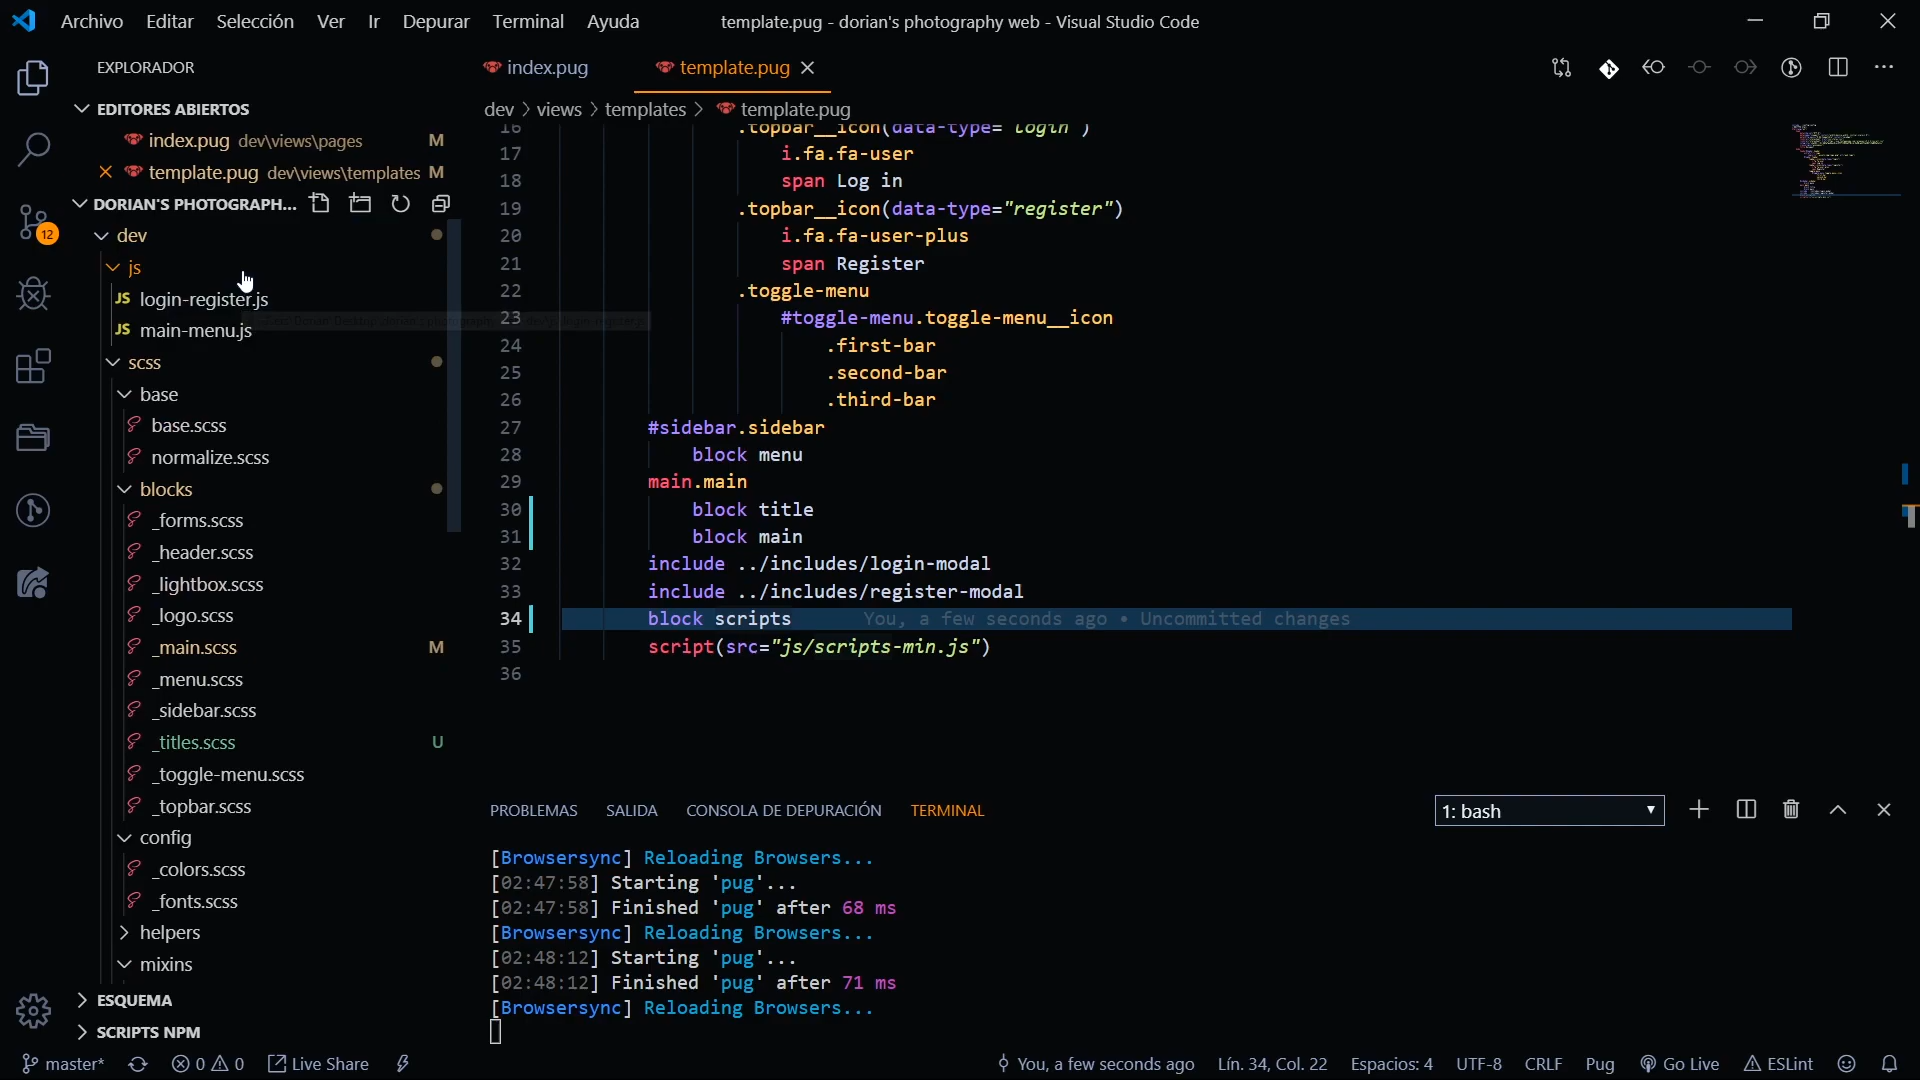 Archivo Editar Selección Ver Ir Depurar Terminal Ayuda template.pug - dorian's photography web - Visual Studio Code
EXPLORADOR
index.pug template.pug
EDITORES ABIERTOS
dev > views > templates > template.pug
index.pug dev\views\pages M
template.pug dev\views\templates M
DORIAN'S PHOTOGRAPH...
12
dev
js
JS login-register.js
JS main-menu.js
scss
base
base.scss
normalize.scss
blocks
_forms.scss
_header.scss
_lightbox.scss
_logo.scss
_main.scss M
_menu.scss
_sidebar.scss
_titles.scss U
_toggle-menu.scss
_topbar.scss
config
_colors.scss
_fonts.scss
helpers
mixins
ESQUEMA
SCRIPTS NPM
16 .topbar__icon(data-type="login")
17 i.fa.fa-user
18 span Log in
19 .topbar__icon(data-type="register")
20 i.fa.fa-user-plus
21 span Register
22 .toggle-menu
23 #toggle-menu.toggle-menu__icon
24 .first-bar
25 .second-bar
26 .third-bar
27 #sidebar.sidebar
28 block menu
29 main.main
30 block title
31 block main
32 include ../includes/login-modal
33 include ../includes/register-modal
34 block scripts You, a few seconds ago • Uncommitted changes
35 script(src="js/scripts-min.js")
36
PROBLEMAS SALIDA CONSOLA DE DEPURACIÓN TERMINAL 1: bash
[Browsersync] Reloading Browsers...
[02:47:58] Starting 'pug'...
[02:47:58] Finished 'pug' after 68 ms
[Browsersync] Reloading Browsers...
[02:48:12] Starting 'pug'...
[02:48:12] Finished 'pug' after 71 ms
[Browsersync] Reloading Browsers...
master* 0 0 Live Share You, a few seconds ago Lín. 34, Col. 22 Espacios: 4 UTF-8 CRLF Pug Go Live ESLint